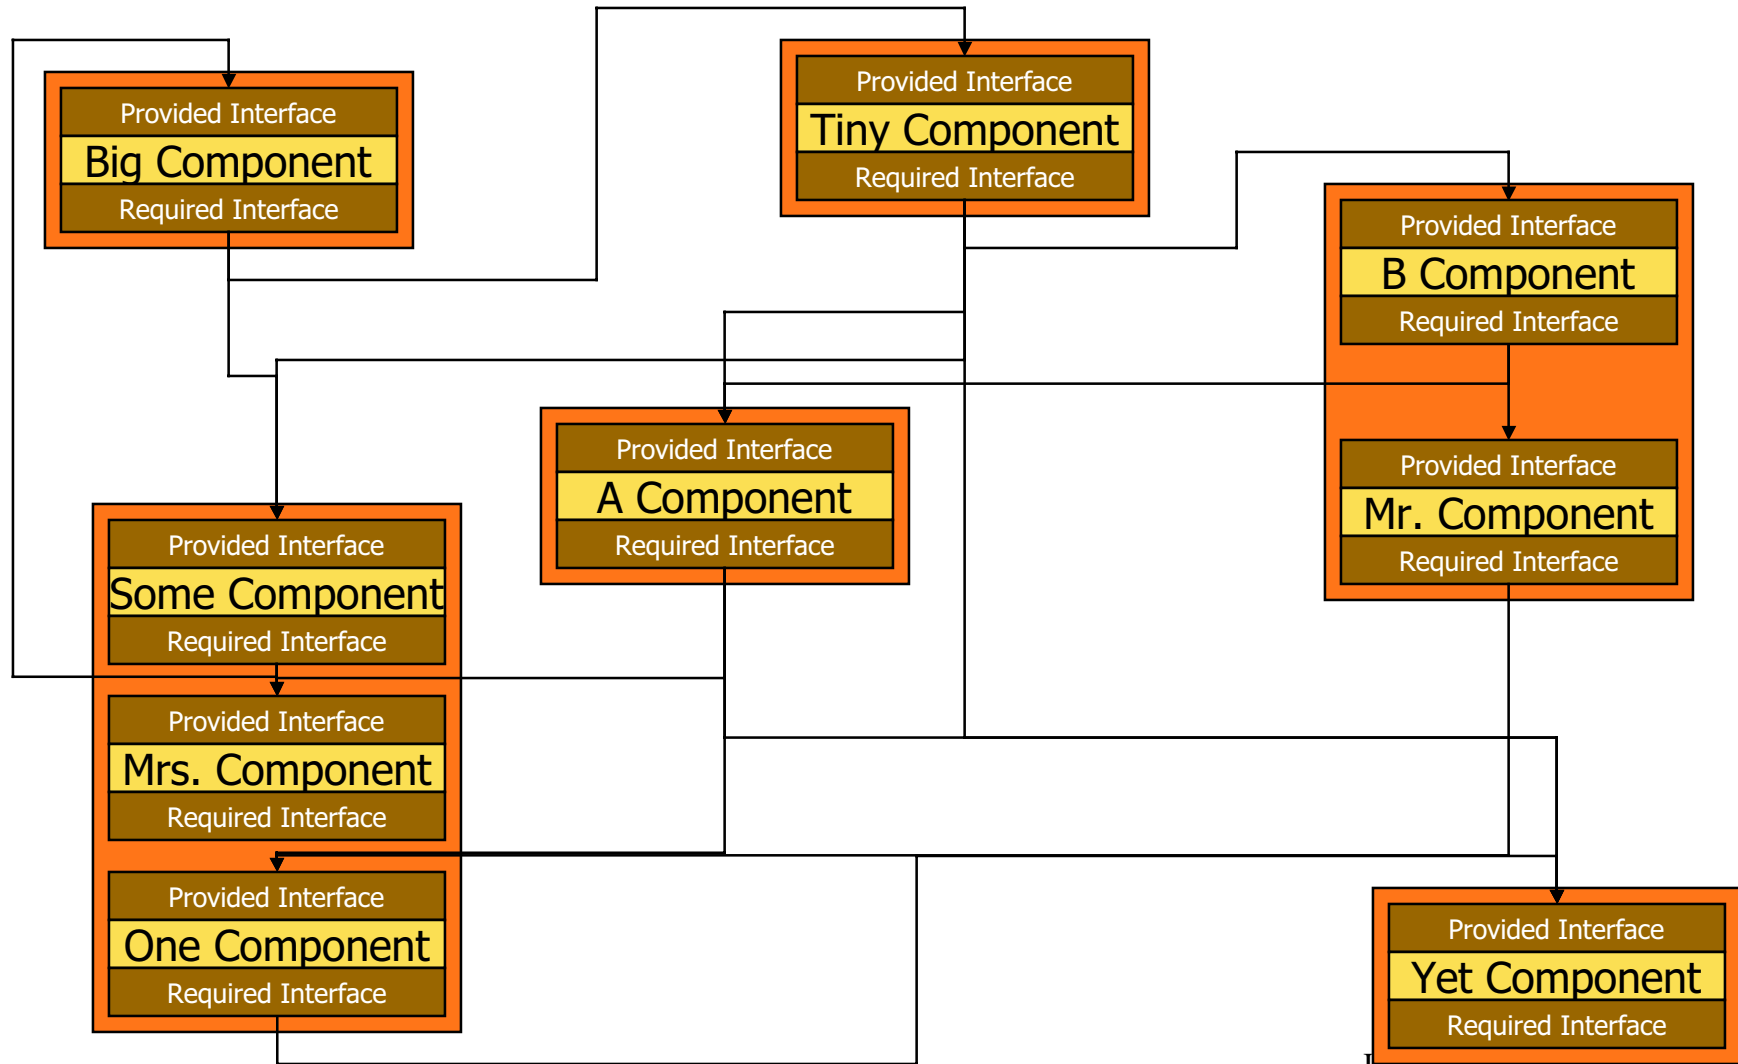 Provided Interface
Big Component
Required Interface
Provided Interface
Tiny Component
Required Interface
Provided Interface
B Component
Required Interface
Provided Interface
Mr. Component
Required Interface
Provided Interface
A Component
Required Interface
Provided Interface
Some Component
Required Interface
Provided Interface
Mrs. Component
Required Interface
Provided Interface
One Component
Required Interface
Provided Interface
Yet Component
Required Interface